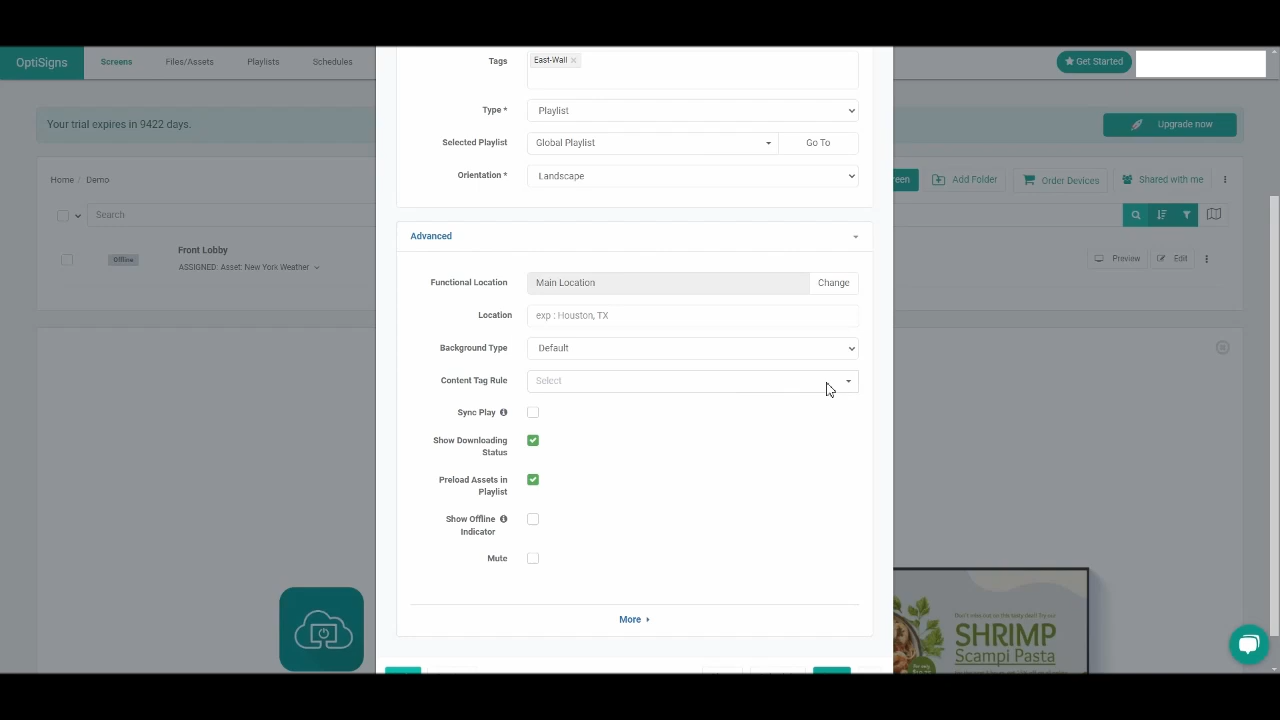 OptiSigns
Screens
Files/Assets
Playlists
Schedules
Get Started
Your trial expires in 9422 days.
Upgrade now
Home / Demo
een
Add Folder
Order Devices
Shared with me
Search
Offline
Front Lobby
ASSIGNED: Asset: New York Weather
Preview
Edit
Tags
East-Wall ×
Type *
Playlist
Selected Playlist
Global Playlist
Go To
Orientation *
Landscape
Advanced
Functional Location
Main Location
Change
Location
exp : Houston, TX
Background Type
Default
Content Tag Rule
Select
Sync Play
Show Downloading
Status
Preload Assets in
Playlist
Show Offline
Indicator
Mute
More
SHRIMP
Scampi Pasta